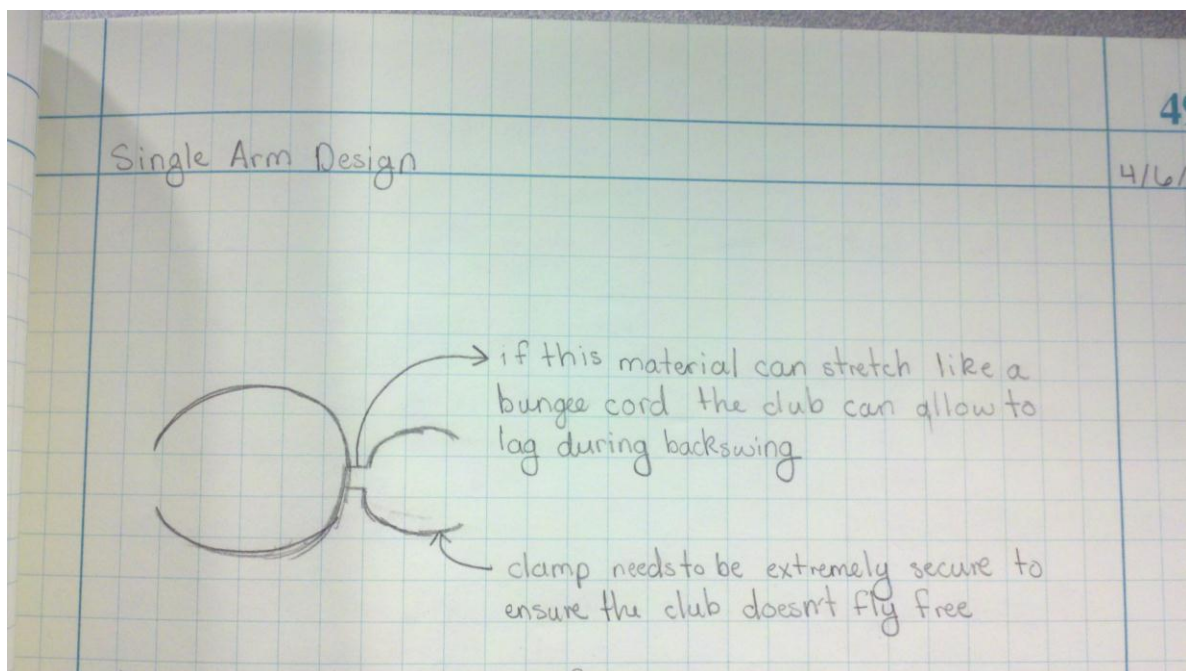 Single Arm Design
4/6/
if this material can stretch like a
bungee cord the club can allow to
lag during backswing
clamp needs to be extremely secure to
ensure the club doesn't fly free